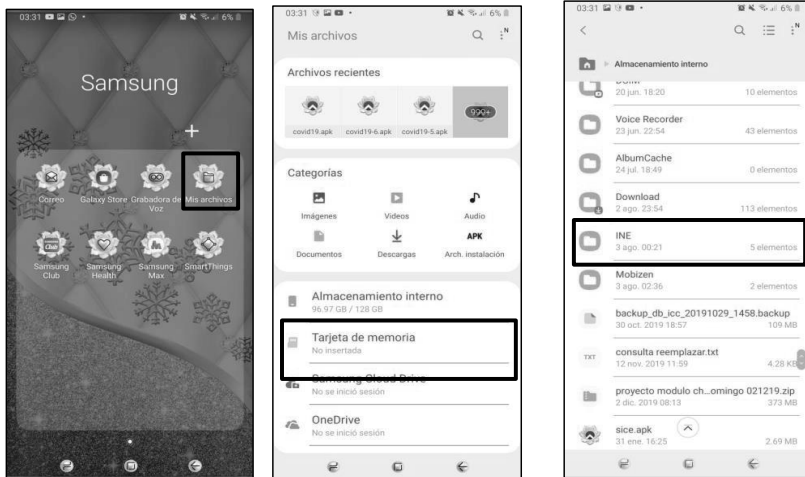 03:31
6%
Samsung
Correo
Galaxy Store
Grabadora de Voz
Mis archivos
Samsung Club
Samsung Health
Samsung Max
SmartThings
03:31
6%
Mis archivos
N
Archivos recientes
covid19.apk
covid19-6.apk
covid19-5.apk
999+
Categorías
Imágenes
Videos
Audio
APK
Documentos
Descargas
Arch. instalación
Almacenamiento interno
96.97 GB / 128 GB
Tarjeta de memoria
No insertada
Samsung Cloud Drive
No se inició sesión
OneDrive
No se inició sesión
03:31
6%
N
Almacenamiento interno
20 jun. 18:20
10 elementos
Voice Recorder
23 jun. 22:54
43 elementos
AlbumCache
24 jul. 18:49
0 elementos
Download
2 ago. 23:54
113 elementos
INE
3 ago. 00:21
5 elementos
Mobizen
3 ago. 02:36
2 elementos
backup_db_icc_20191029_1458.backup
30 oct. 2019 18:57
109 MB
TXT
consulta reemplazar.txt
12 nov. 2019 11:59
4.28 KB
proyecto modulo ch...omingo 021219.zip
2 dic. 2019 08:13
373 MB
sice.apk
31 ene. 16:25
2.69 MB